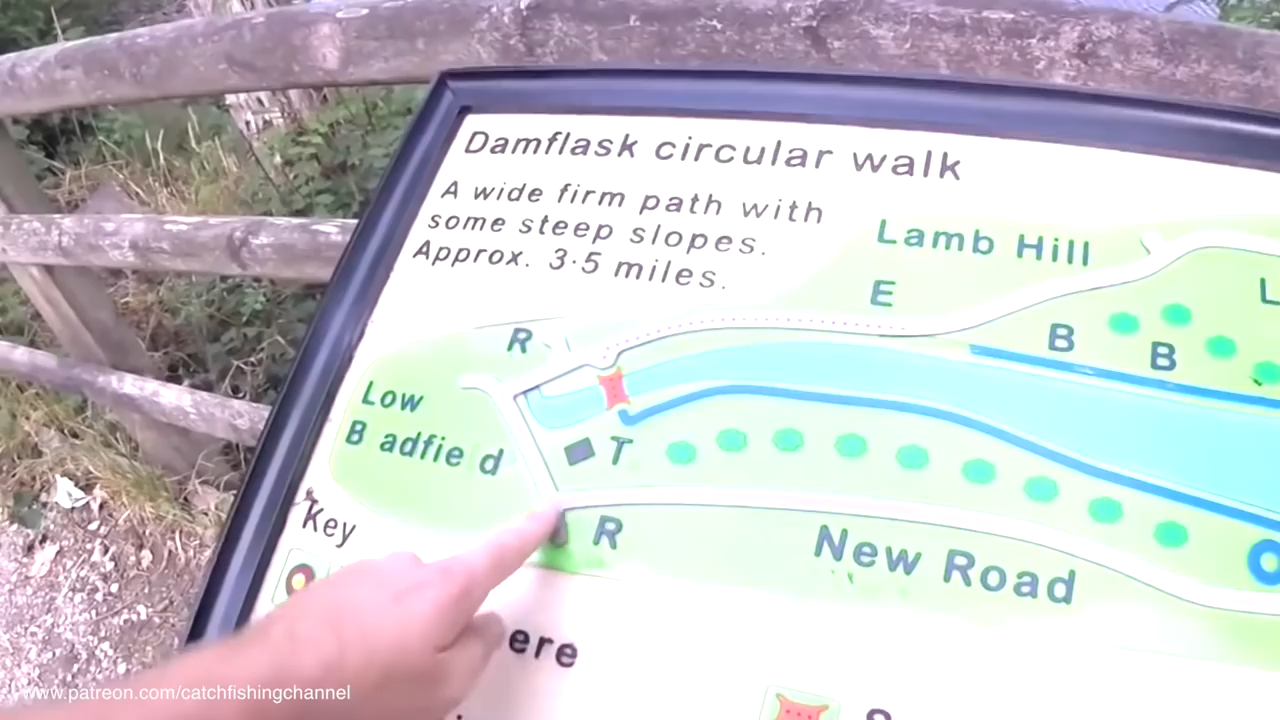 Damflask circular walk
A wide firm path with
some steep slopes.
Approx. 3.5 miles.
Lamb Hill
L
E
R
B
B
Low
B adfie d
T
Key
R
New Road
ere
www.patreon.com/catchfishingchannel